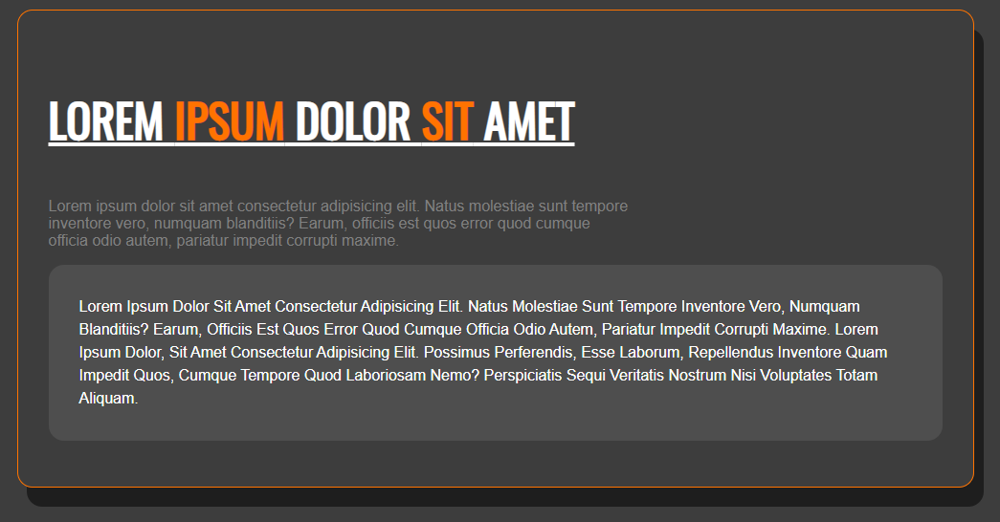 LOREM IPSUM DOLOR SIT AMET
Lorem ipsum dolor sit amet consectetur adipisicing elit. Natus molestiae sunt tempore
inventore vero, numquam blanditiis? Earum, officiis est quos error quod cumque
officia odio autem, pariatur impedit corrupti maxime.
Lorem Ipsum Dolor Sit Amet Consectetur Adipisicing Elit. Natus Molestiae Sunt Tempore Inventore Vero, Numquam
Blanditiis? Earum, Officiis Est Quos Error Quod Cumque Officia Odio Autem, Pariatur Impedit Corrupti Maxime. Lorem
Ipsum Dolor, Sit Amet Consectetur Adipisicing Elit. Possimus Perferendis, Esse Laborum, Repellendus Inventore Quam
Impedit Quos, Cumque Tempore Quod Laboriosam Nemo? Perspiciatis Sequi Veritatis Nostrum Nisi Voluptates Totam
Aliquam.